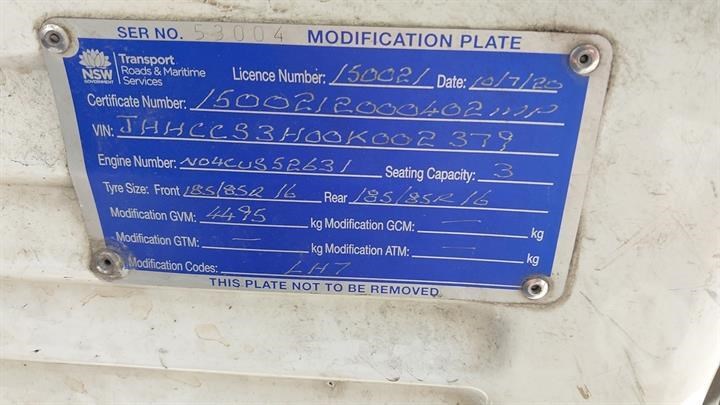 SER NO. 53004 MODIFICATION PLATE
NSW GOVERNMENT
Transport
Roads & Maritime
Services
Licence Number: 150021 Date: 10/7/20
Certificate Number: 1500212000402MP
VIN: JHHCCS3H00K002379
Engine Number: N04CUS52631 Seating Capacity: 3
Tyre Size: Front 185/85R16 Rear 185/85R16
Modification GVM: 4495 kg Modification GCM: — kg
Modification GTM: — kg Modification ATM: — kg
Modification Codes: LH7
THIS PLATE NOT TO BE REMOVED